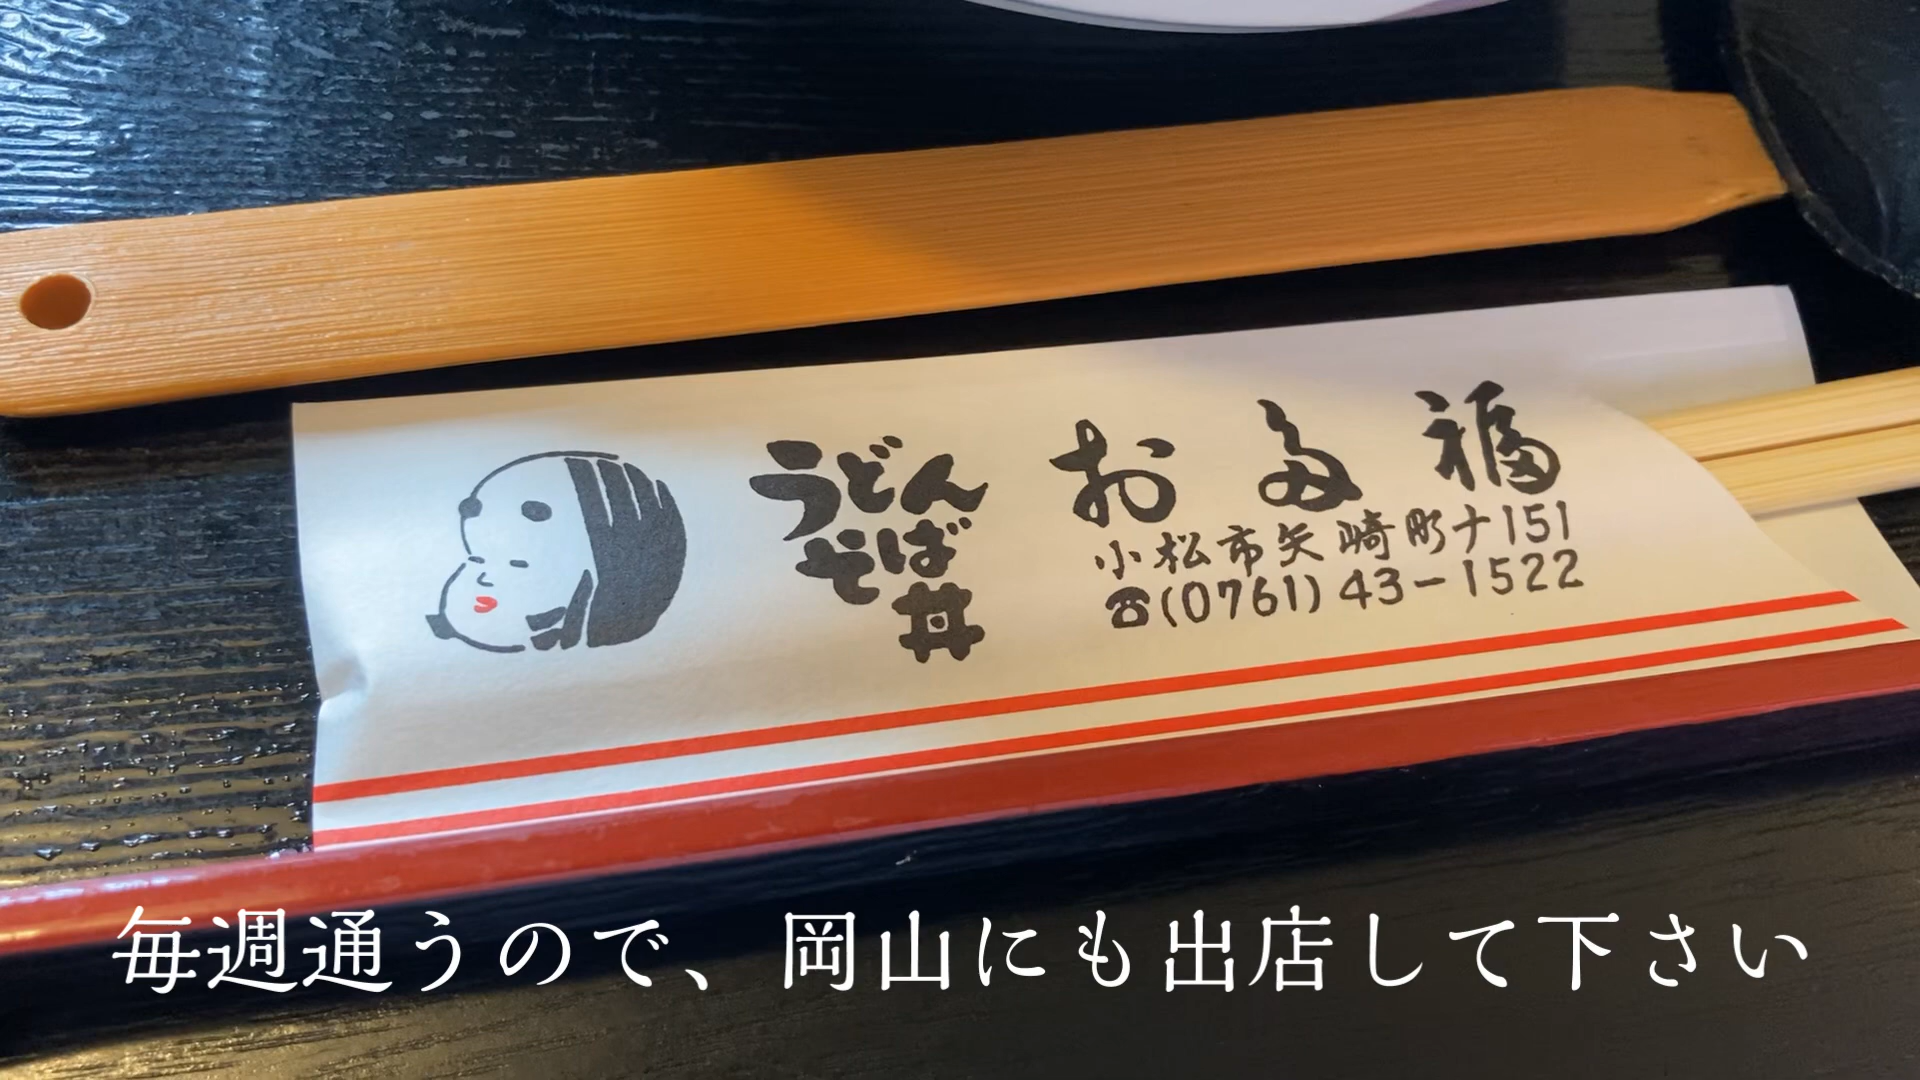 うどん
そば
丼
お多福
小松市矢崎町ナ151
☎(0761)43-1522
毎週通うので、岡山にも出店して下さい